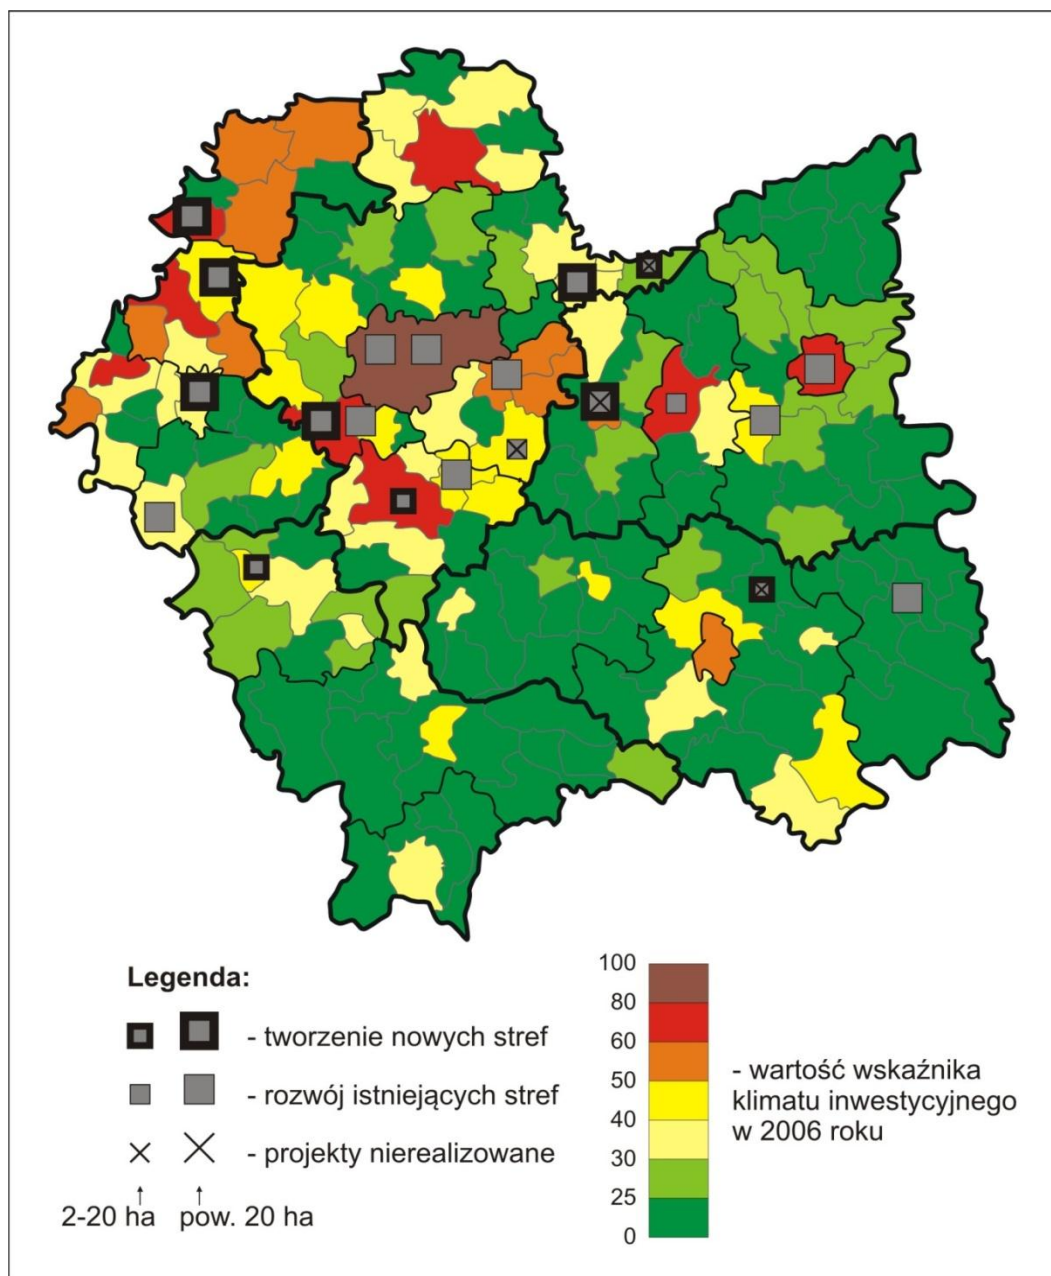 Legenda:
- tworzenie nowych stref
- rozwój istniejących stref
- projekty nierealizowane
2-20 ha pow. 20 ha
100
80
60
50
40
30
25
0
- wartość wskaźnika
klimatu inwestycyjnego
w 2006 roku